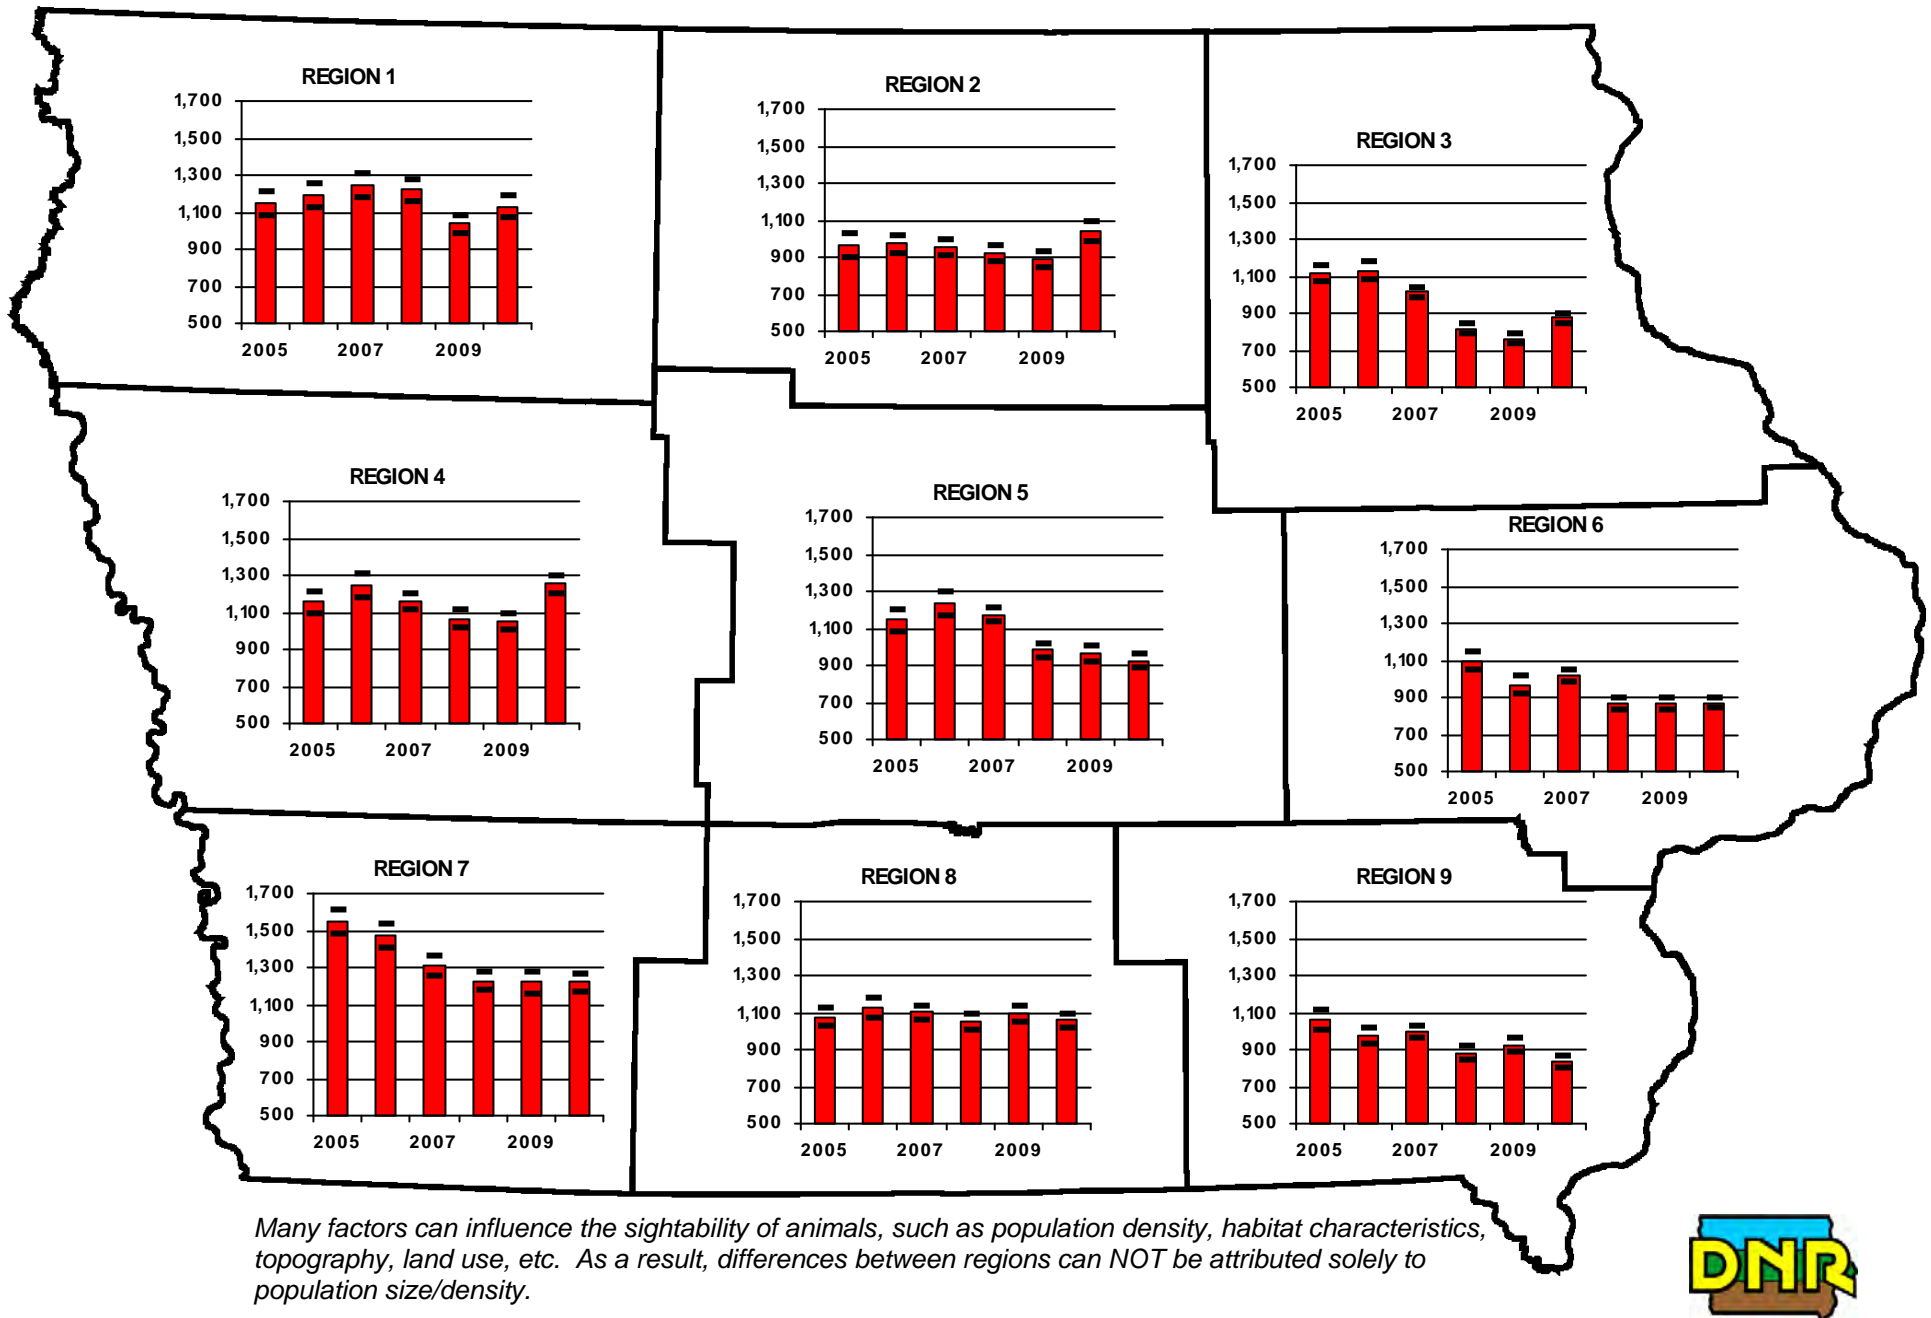 REGION 1
1,700
1,500
1,300
1,100
900
700
500
2005 2007 2009
REGION 2
1,700
1,500
1,300
1,100
900
700
500
2005 2007 2009
REGION 3
1,700
1,500
1,300
1,100
900
700
500
2005 2007 2009
REGION 4
1,700
1,500
1,300
1,100
900
700
500
2005 2007 2009
REGION 5
1,700
1,500
1,300
1,100
900
700
500
2005 2007 2009
REGION 6
1,700
1,500
1,300
1,100
900
700
500
2005 2007 2009
REGION 7
1,700
1,500
1,300
1,100
900
700
500
2005 2007 2009
REGION 8
1,700
1,500
1,300
1,100
900
700
500
2005 2007 2009
REGION 9
1,700
1,500
1,300
1,100
900
700
500
2005 2007 2009
Many factors can influence the sightability of animals, such as population density, habitat characteristics,
topography, land use, etc.  As a result, differences between regions can NOT be attributed solely to
population size/density.
DNR